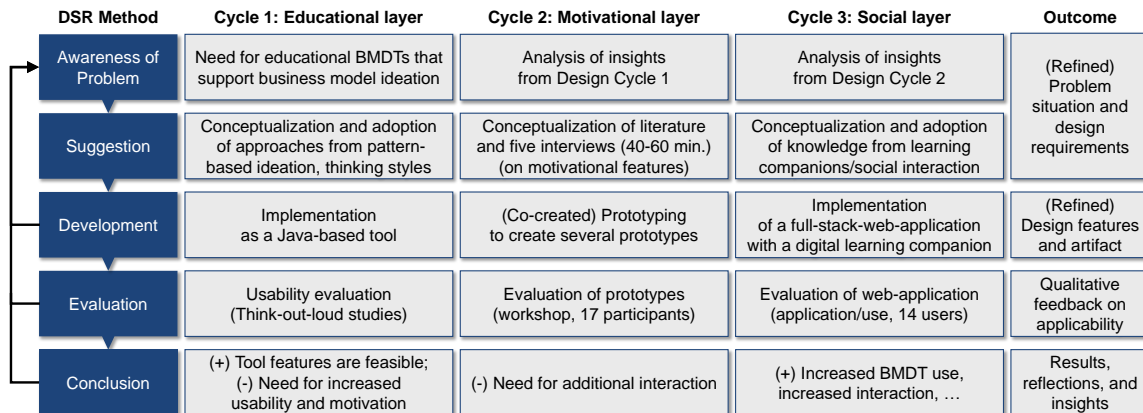 DSR Method
Cycle 1: Educational layer
Cycle 2: Motivational layer
Cycle 3: Social layer
Outcome
Awareness of
Problem
Need for educational BMDTs that
support business model ideation
Analysis of insights
from Design Cycle 1
Analysis of insights
from Design Cycle 2
(Refined)
Problem
situation and
design
requirements
Suggestion
Conceptualization and adoption
of approaches from pattern-
based ideation, thinking styles
Conceptualization of literature
and five interviews (40-60 min.)
(on motivational features)
Conceptualization and adoption
of knowledge from learning
companions/social interaction
Development
Implementation
as a Java-based tool
(Co-created) Prototyping
to create several prototypes
Implementation
of a full-stack-web-application
with a digital learning companion
(Refined)
Design features
and artifact
Evaluation
Usability evaluation
(Think-out-loud studies)
Evaluation of prototypes
(workshop, 17 participants)
Evaluation of web-application
(application/use, 14 users)
Qualitative
feedback on
applicability
Conclusion
(+) Tool features are feasible;
(-) Need for increased
usability and motivation
(-) Need for additional interaction
(+) Increased BMDT use,
increased interaction, …
Results,
reflections, and
insights